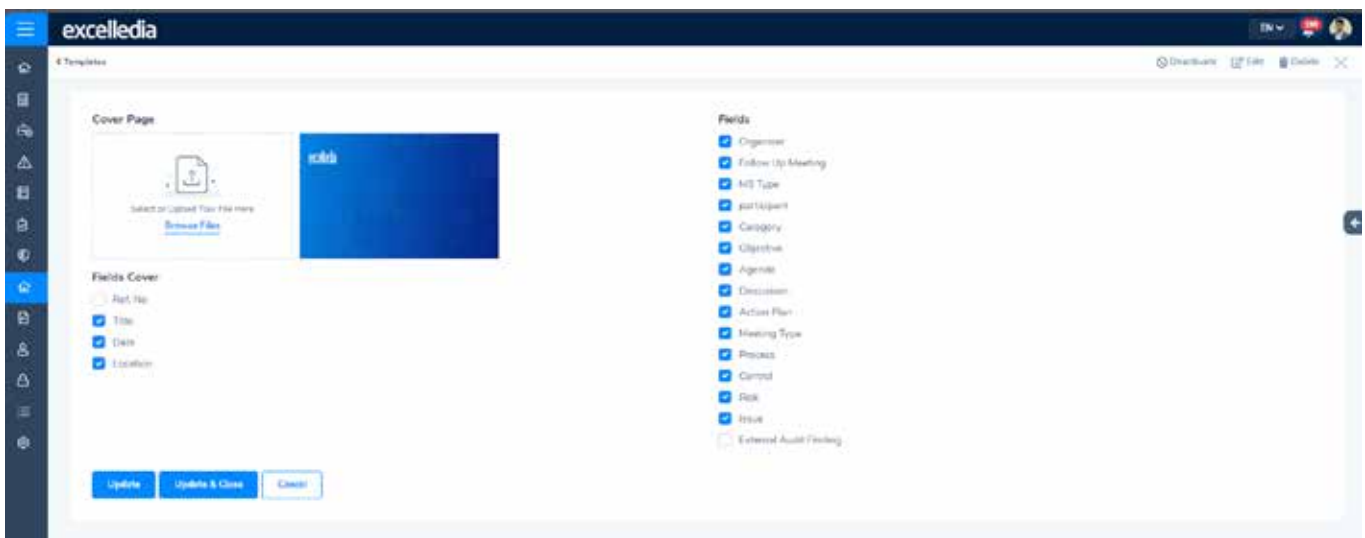 excelledia
EN
Templates
Deactivate Edit Delete
Cover Page
Select or Upload Your File Here
Browse Files
Fields Cover
Ref. No
Title
Date
Location
Fields
Organiser
Follow Up Meeting
MS Type
participant
Category
Objective
Agenda
Discussion
Action Plan
Meeting Type
Process
Control
Risk
Issue
External Audit Finding
Update Update & Close Cancel